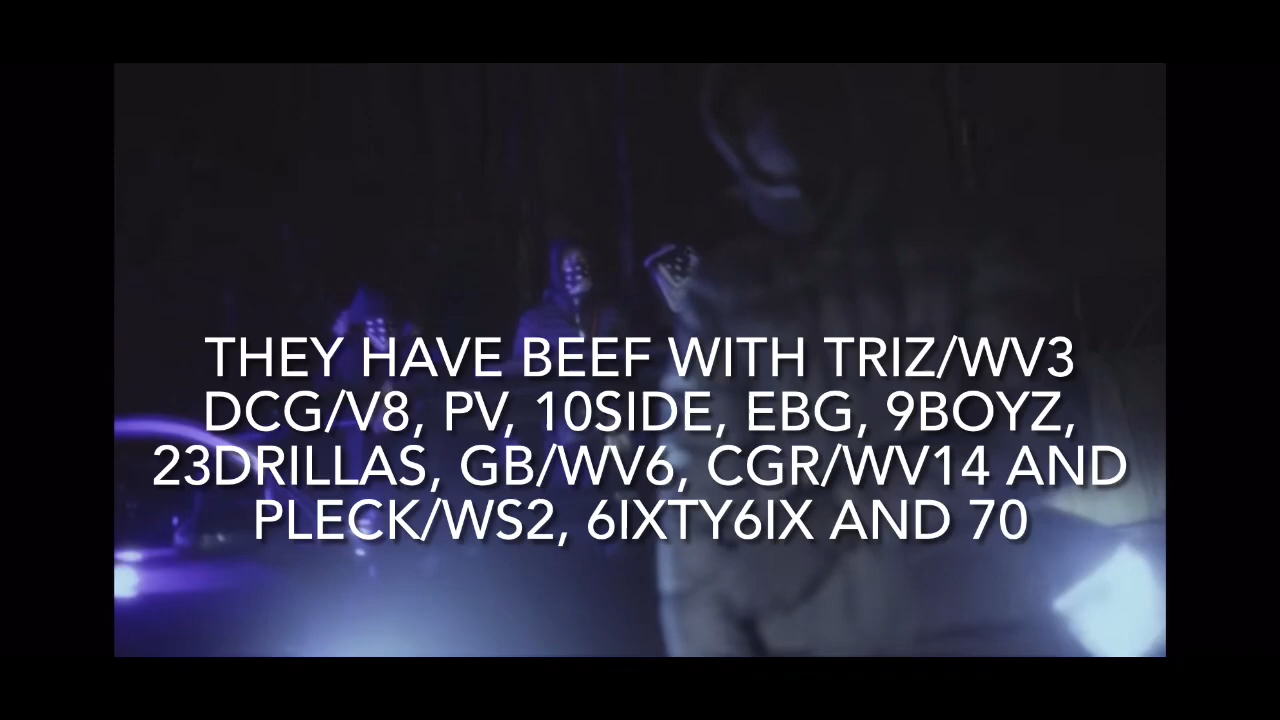 THEY HAVE BEEF WITH TRIZ/WV3
DCG/V8, PV, 10SIDE, EBG, 9BOYZ,
23DRILLAS, GB/WV6, CGR/WV14 AND
PLECK/WS2, 6IXTY6IX AND 70